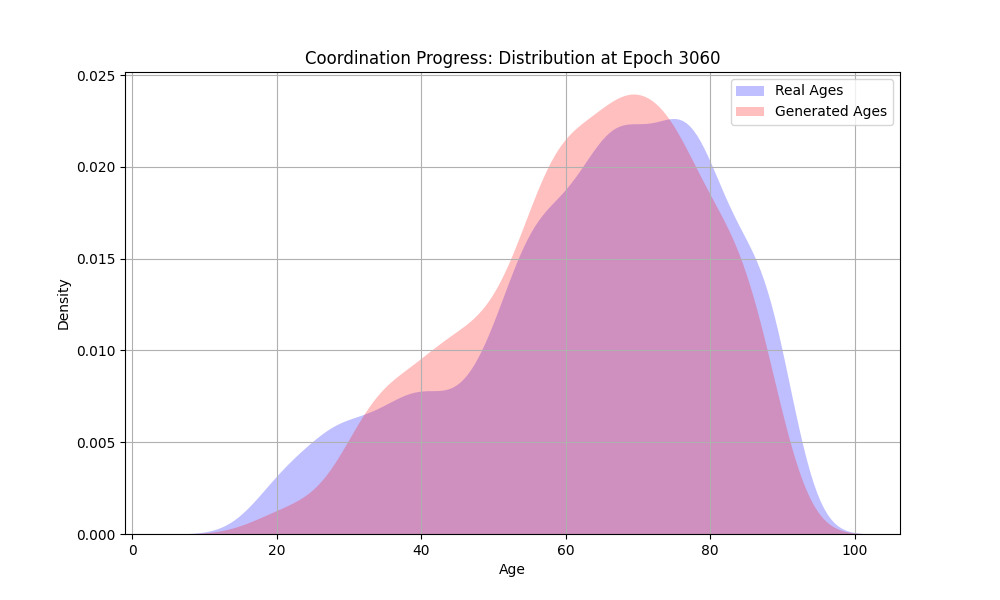 Coordination Progress: Distribution at Epoch 3060
Real Ages
Generated Ages
0.025
0.020
0.015
0.010
0.005
0.000
Density
0 20 40 60 80 100
Age